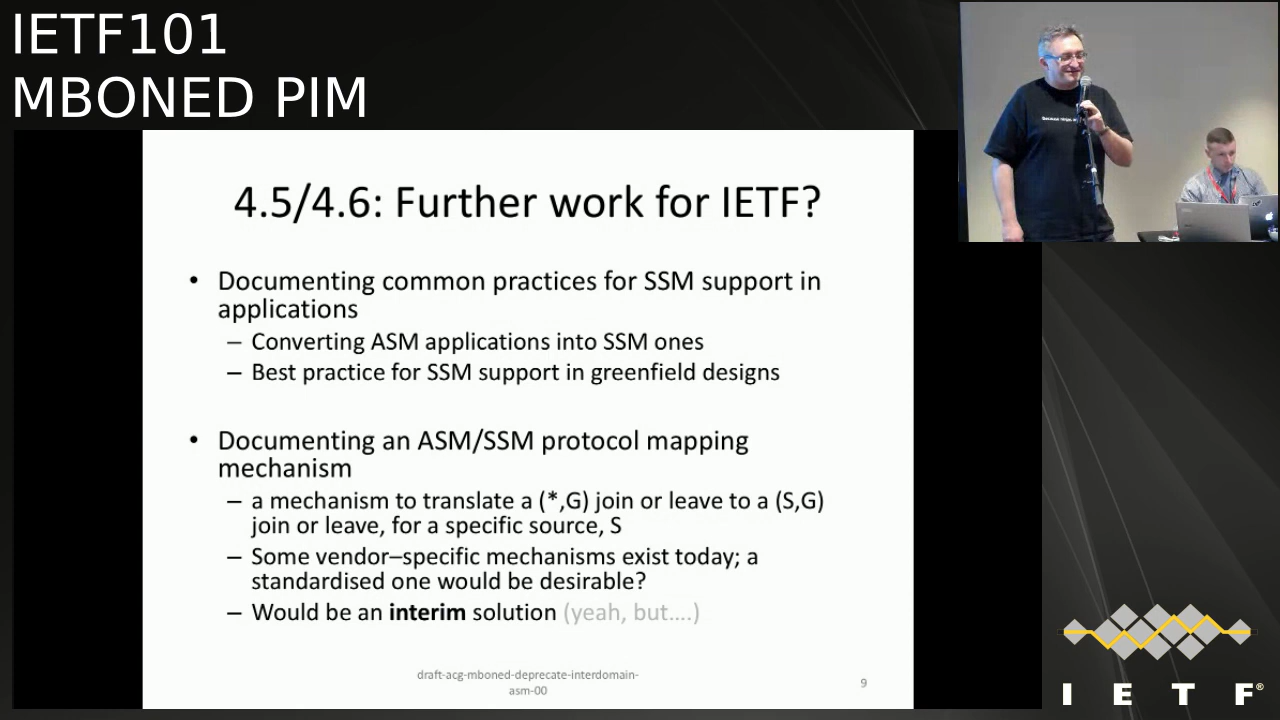 IETF101
MBONED PIM
4.5/4.6: Further work for IETF?
• Documenting common practices for SSM support in
applications
– Converting ASM applications into SSM ones
– Best practice for SSM support in greenfield designs
• Documenting an ASM/SSM protocol mapping
mechanism
– a mechanism to translate a (*,G) join or leave to a (S,G)
join or leave, for a specific source, S
– Some vendor–specific mechanisms exist today; a
standardised one would be desirable?
– Would be an interim solution (yeah, but....)
draft-acg-mboned-deprecate-interdomain-
asm-00
9
I E T F®